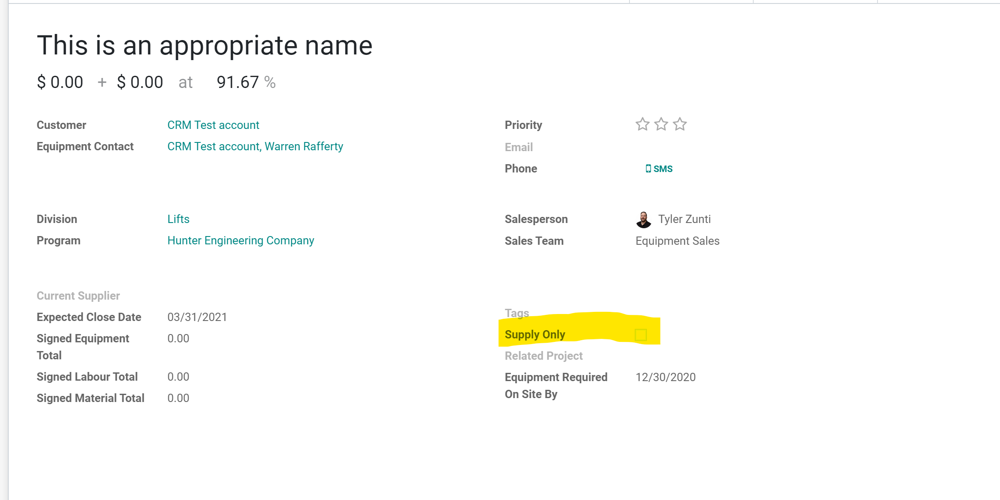 This is an appropriate name
$ 0.00 + $ 0.00 at 91.67 %
Customer CRM Test account
Equipment Contact CRM Test account, Warren Rafferty
Priority
Email
Phone SMS
Division Lifts
Program Hunter Engineering Company
Salesperson Tyler Zunti
Sales Team Equipment Sales
Current Supplier
Expected Close Date 03/31/2021
Signed Equipment 0.00
Total
Signed Labour Total 0.00
Signed Material Total 0.00
Tags
Supply Only
Related Project
Equipment Required 12/30/2020
On Site By